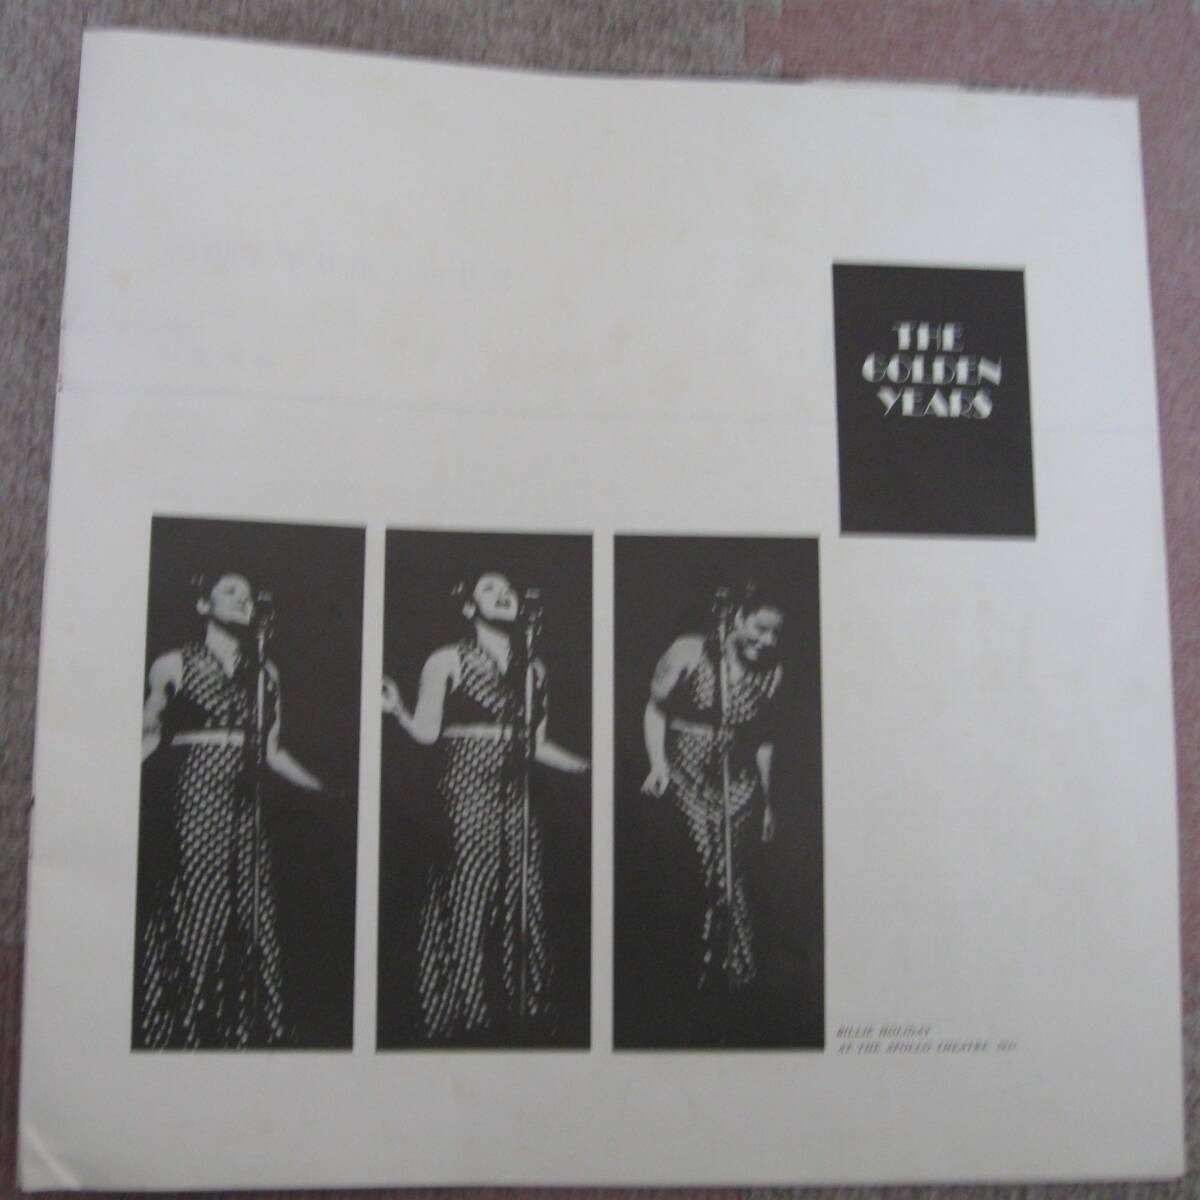 THE
GOLDEN
YEARS
BILLIE HOLIDAY
AT THE APOLLO THEATRE,